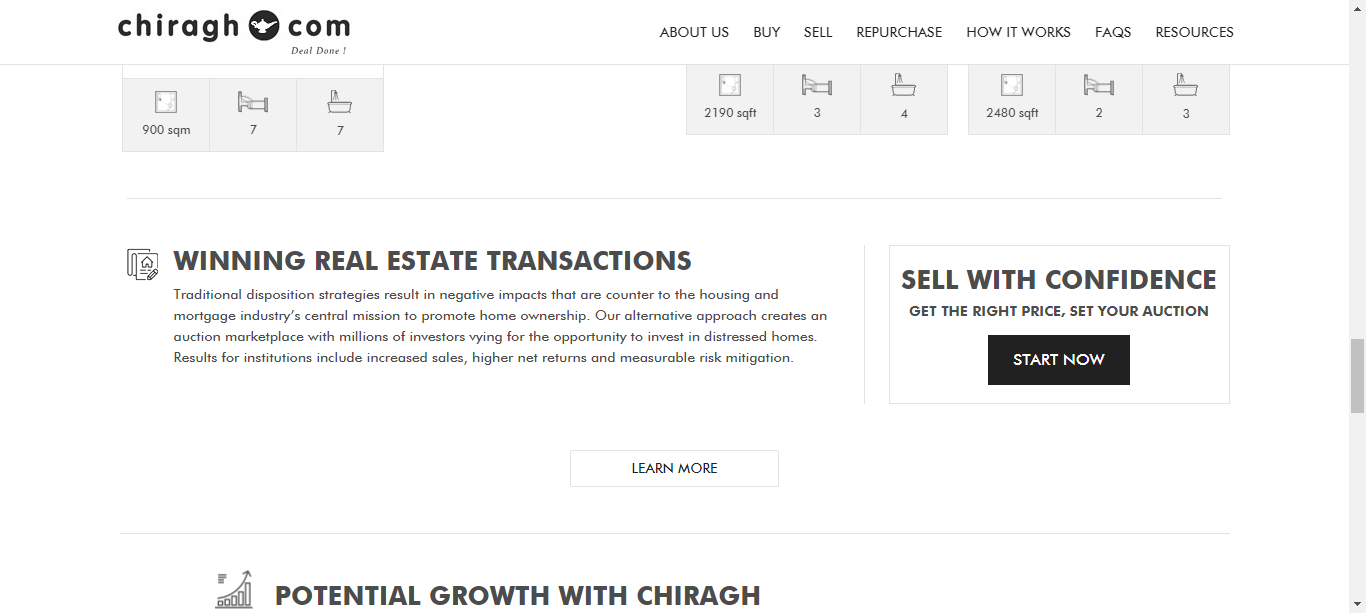 chiragh com
Deal Done !
ABOUT US BUY SELL REPURCHASE HOW IT WORKS FAQS RESOURCES
900 sqm 7 7
2190 sqft 3 4
2480 sqft 2 3
WINNING REAL ESTATE TRANSACTIONS
Traditional disposition strategies result in negative impacts that are counter to the housing and
mortgage industry’s central mission to promote home ownership. Our alternative approach creates an
auction marketplace with millions of investors vying for the opportunity to invest in distressed homes.
Results for institutions include increased sales, higher net returns and measurable risk mitigation.
SELL WITH CONFIDENCE
GET THE RIGHT PRICE, SET YOUR AUCTION
START NOW
LEARN MORE
POTENTIAL GROWTH WITH CHIRAGH